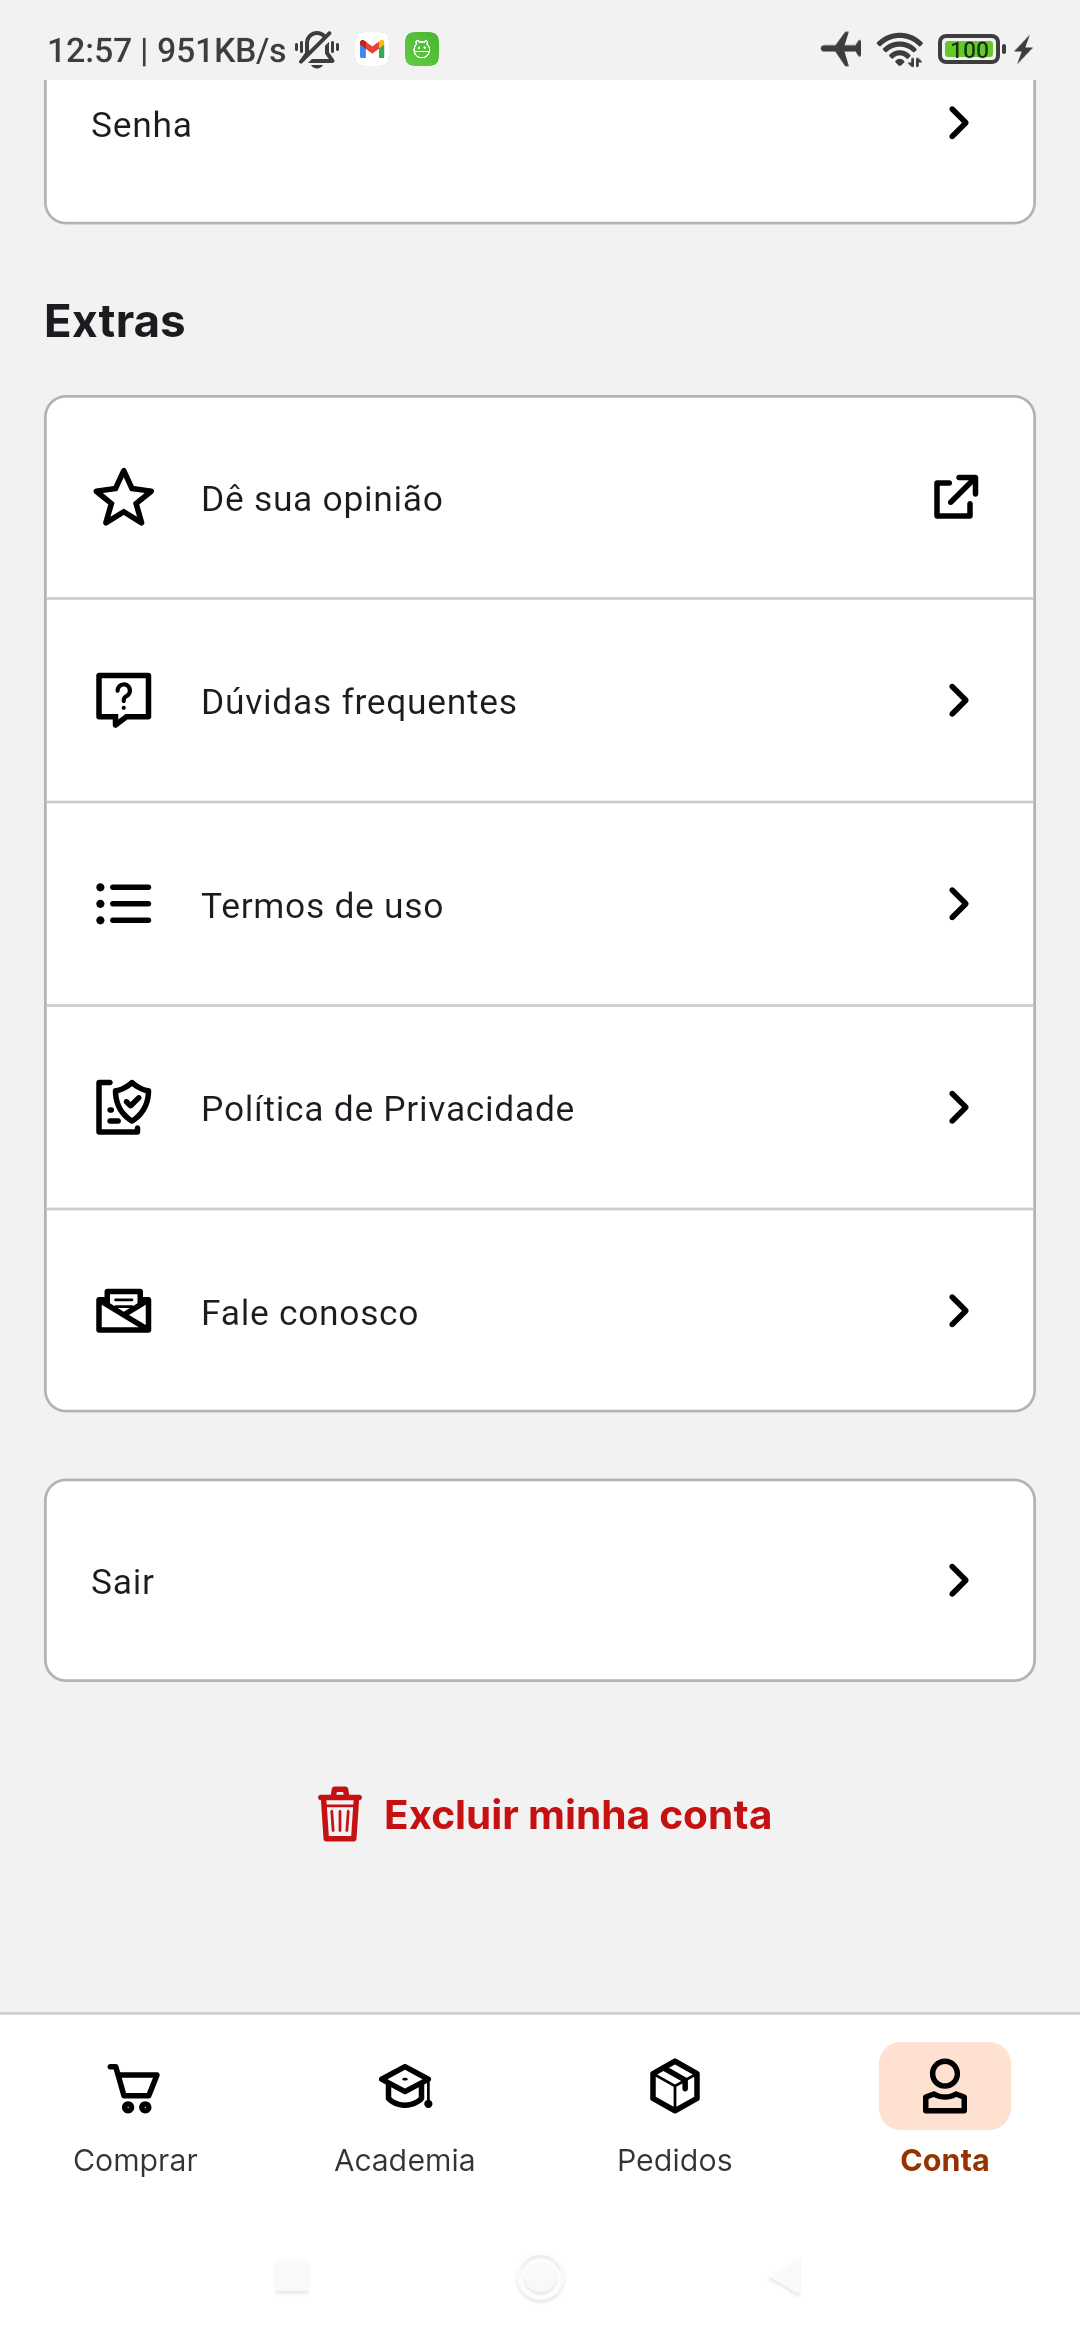 12:57 | 951KB/s
100
Senha
Extras
Dê sua opinião
Dúvidas frequentes
Termos de uso
Política de Privacidade
Fale conosco
Sair
Excluir minha conta
Comprar Academia Pedidos Conta